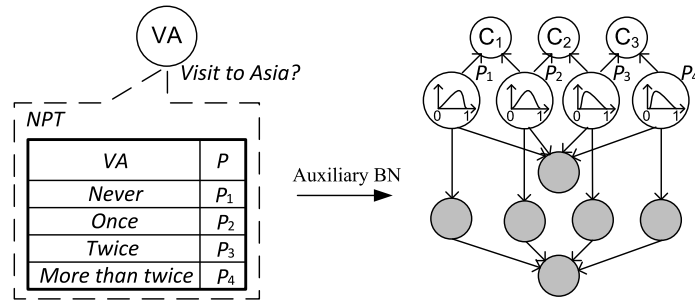 VA
Visit to Asia?
NPT
VA P
Never P₁
Once P₂
Twice P₃
More than twice P₄
Auxiliary BN
C₁ C₂ C₃
P₁ P₂ P₃ P₄
0 1 0 1 0 1 0 1